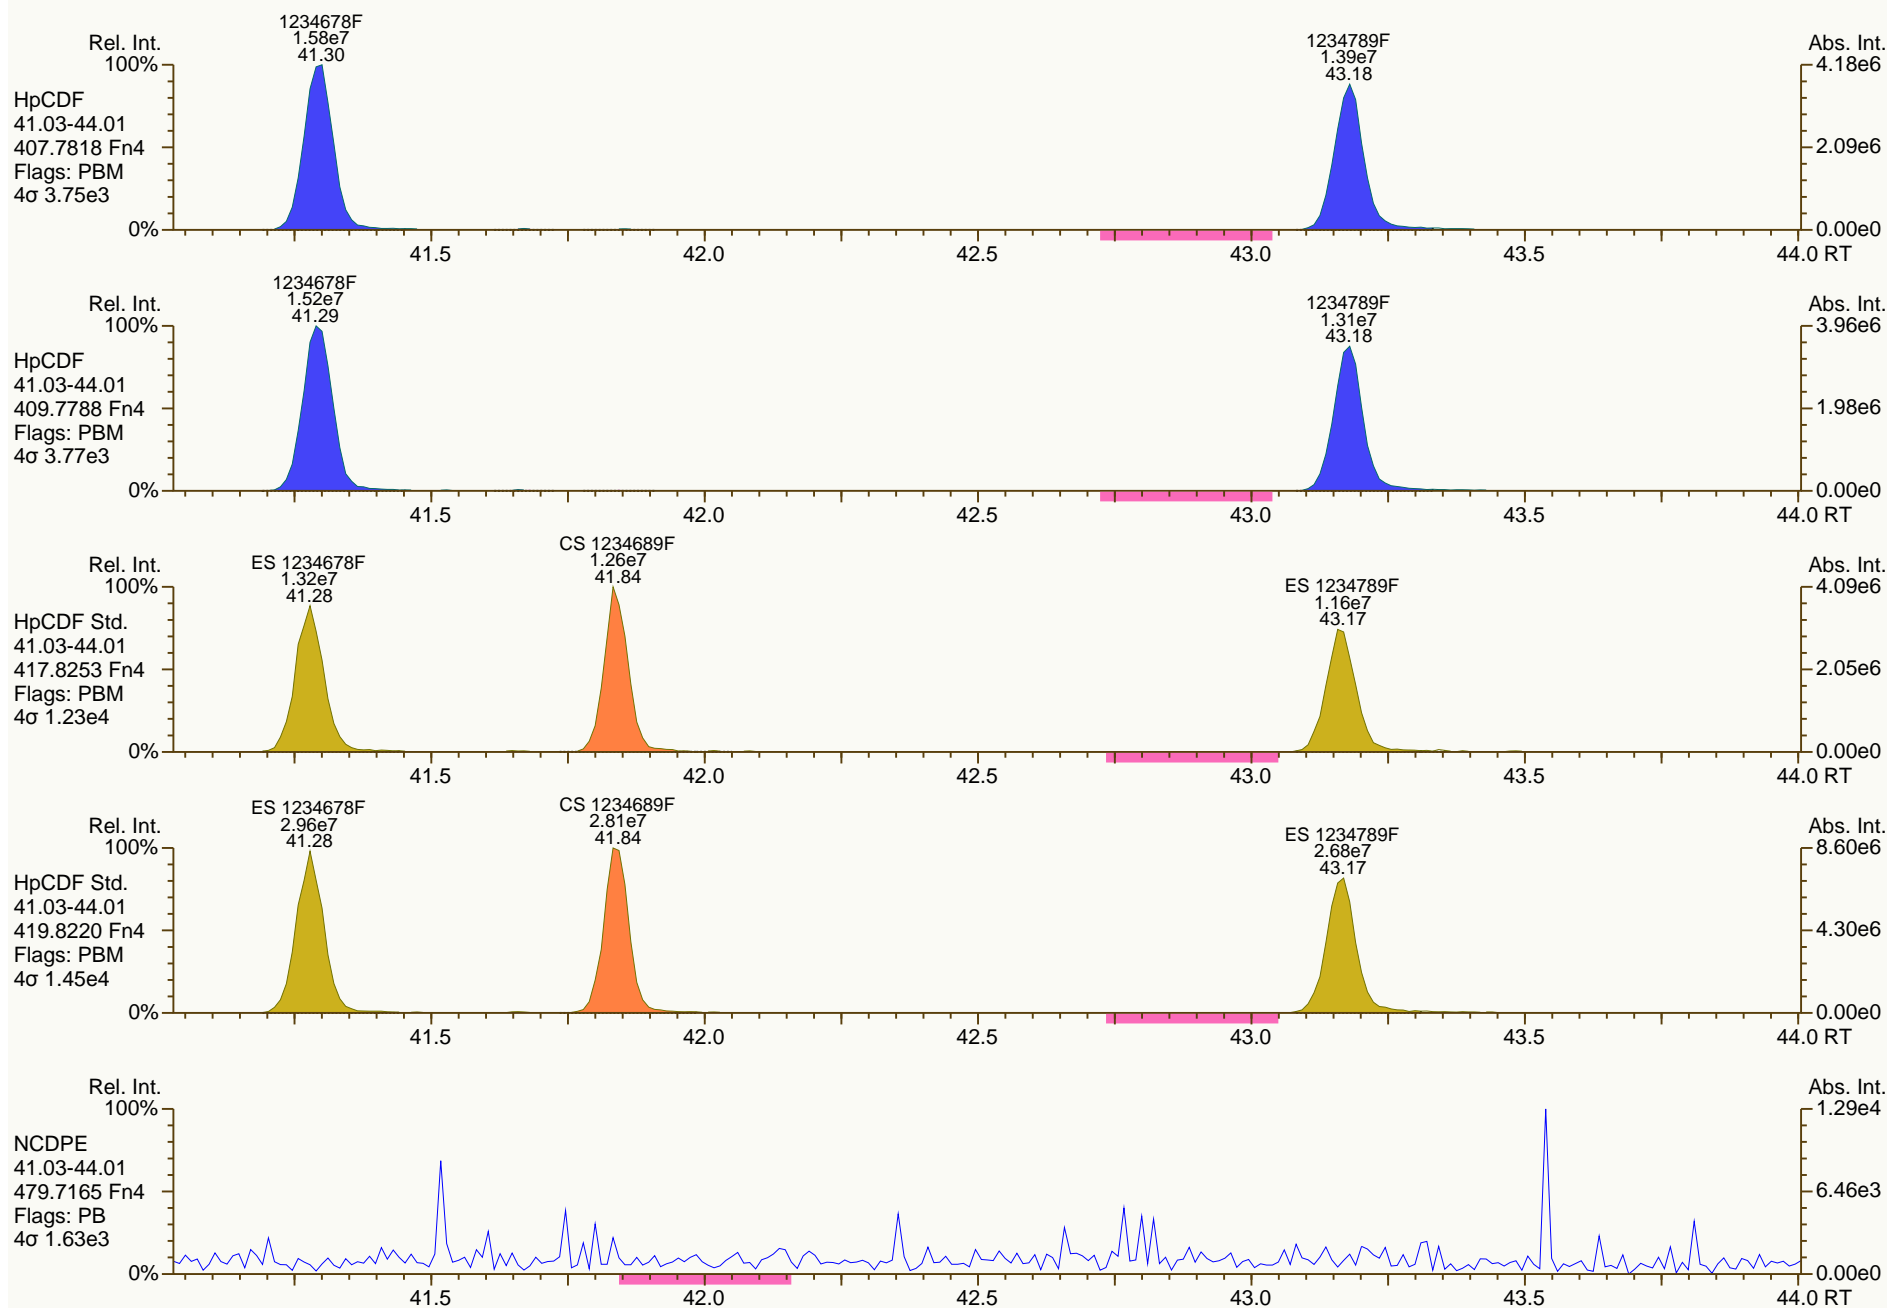 1234678F
1.58e7
41.30
1234789F
1.39e7
43.18
Rel. Int.
Abs. Int.
100%
4.18e6
HpCDF
41.03-44.01
407.7818 Fn4
2.09e6
Flags: PBM
4σ 3.75e3
0%
0.00e0
41.5 42.0 42.5 43.0 43.5 44.0 RT
1234678F
1.52e7
41.29
1234789F
1.31e7
43.18
Rel. Int.
Abs. Int.
100%
3.96e6
HpCDF
41.03-44.01
409.7788 Fn4
1.98e6
Flags: PBM
4σ 3.77e3
0%
0.00e0
41.5 42.0 42.5 43.0 43.5 44.0 RT
ES 1234678F
1.32e7
41.28
CS 1234689F
1.26e7
41.84
ES 1234789F
1.16e7
43.17
Rel. Int.
Abs. Int.
100%
4.09e6
HpCDF Std.
41.03-44.01
417.8253 Fn4
2.05e6
Flags: PBM
4σ 1.23e4
0%
0.00e0
41.5 42.0 42.5 43.0 43.5 44.0 RT
ES 1234678F
2.96e7
41.28
CS 1234689F
2.81e7
41.84
ES 1234789F
2.68e7
43.17
Rel. Int.
Abs. Int.
100%
8.60e6
HpCDF Std.
41.03-44.01
419.8220 Fn4
4.30e6
Flags: PBM
4σ 1.45e4
0%
0.00e0
41.5 42.0 42.5 43.0 43.5 44.0 RT
Rel. Int.
Abs. Int.
100%
1.29e4
NCDPE
41.03-44.01
479.7165 Fn4
6.46e3
Flags: PB
4σ 1.63e3
0%
0.00e0
41.5 42.0 42.5 43.0 43.5 44.0 RT